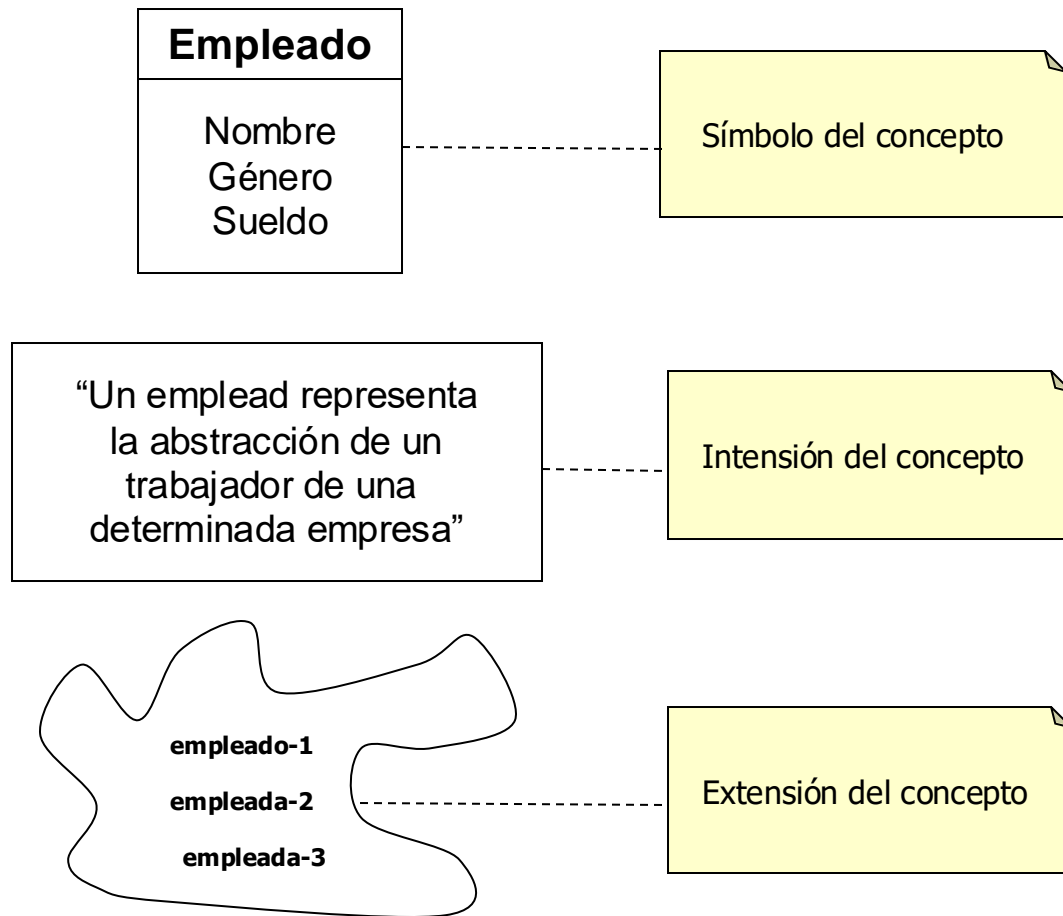 Empleado
Nombre
Género
Sueldo
Símbolo del concepto
“Un emplead representa
la abstracción de un
trabajador de una
determinada empresa”
Intensión del concepto
empleado-1
empleada-2
empleada-3
Extensión del concepto